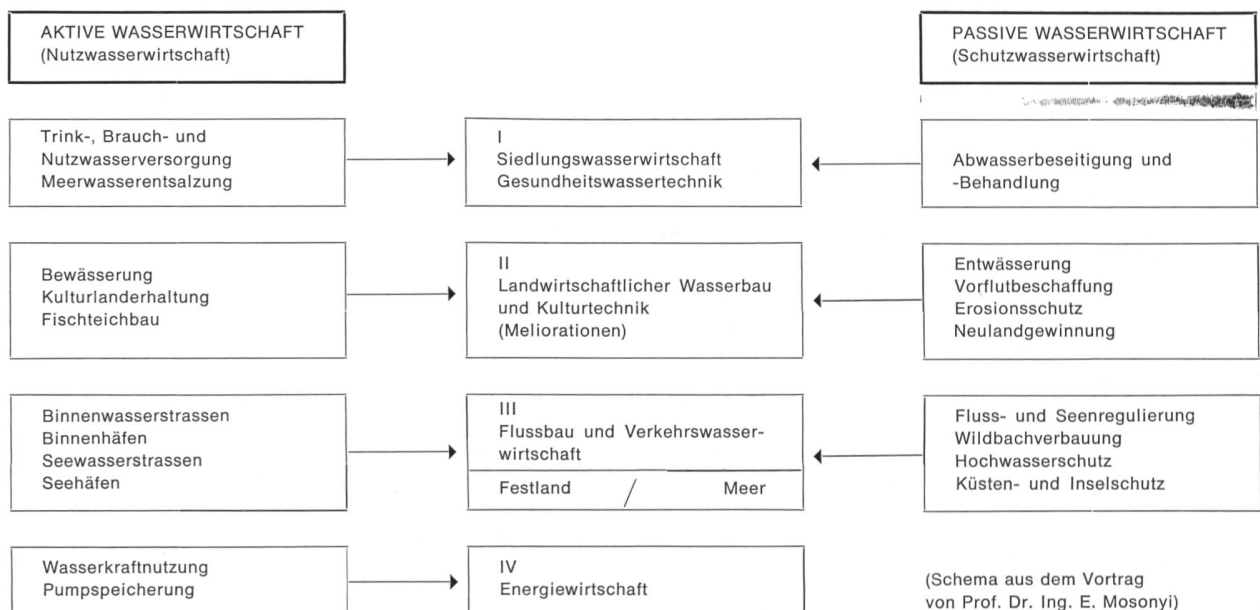 AKTIVE WASSERWIRTSCHAFT
(Nutzwasserwirtschaft)
PASSIVE WASSERWIRTSCHAFT
(Schutzwasserwirtschaft)
Trink-, Brauch- und
Nutzwasserversorgung
Meerwasserentsalzung
I
Siedlungswasserwirtschaft
Gesundheitswassertechnik
Abwasserbeseitigung und
-Behandlung
Bewässerung
Kulturlanderhaltung
Fischteichbau
II
Landwirtschaftlicher Wasserbau
und Kulturtechnik
(Meliorationen)
Entwässerung
Vorflutbeschaffung
Erosionsschutz
Neulandgewinnung
Binnenwasserstrassen
Binnenhäfen
Seewasserstrassen
Seehäfen
III
Flussbau und Verkehrswasser-
wirtschaft
Festland / Meer
Fluss- und Seenregulierung
Wildbachverbauung
Hochwasserschutz
Küsten- und Inselschutz
Wasserkraftnutzung
Pumpspeicherung
IV
Energiewirtschaft
(Schema aus dem Vortrag
von Prof. Dr. Ing. E. Mosonyi)